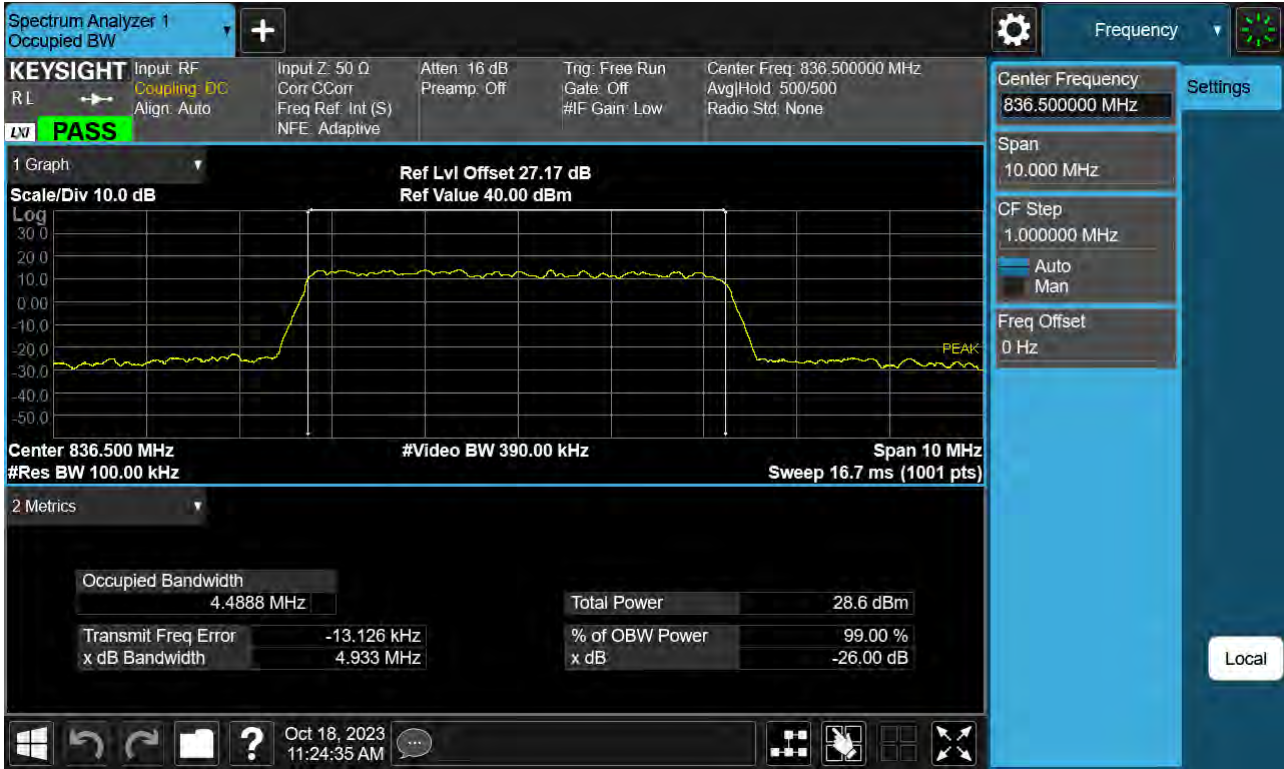 Spectrum Analyzer 1
Occupied BW
+
Frequency
KEYSIGHT
RL
LXI PASS
Input: RF
Coupling: DC
Align: Auto
Input Z: 50 Ω
Corr CCorr
Freq Ref: Int (S)
NFE: Adaptive
Atten: 16 dB
Preamp: Off
Trig: Free Run
Gate: Off
#IF Gain: Low
Center Freq: 836.500000 MHz
Avg|Hold: 500/500
Radio Std: None
Center Frequency
836.500000 MHz
Settings
Span
10.000 MHz
CF Step
1.000000 MHz
Auto
Man
Freq Offset
0 Hz
Local
1 Graph
Scale/Div 10.0 dB
Ref Lvl Offset 27.17 dB
Ref Value 40.00 dBm
Log
30.0
20.0
10.0
0.00
-10.0
-20.0
-30.0
-40.0
-50.0
PEAK
Center 836.500 MHz
#Video BW 390.00 kHz
Span 10 MHz
#Res BW 100.00 kHz
Sweep 16.7 ms (1001 pts)
2 Metrics
Occupied Bandwidth
4.4888 MHz
Total Power 28.6 dBm
Transmit Freq Error -13.126 kHz
% of OBW Power 99.00 %
x dB Bandwidth 4.933 MHz
x dB -26.00 dB
?
Oct 18, 2023
11:24:35 AM